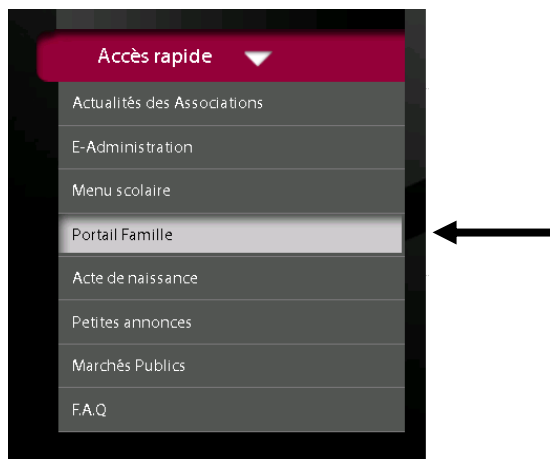 Accès rapide
Actualités des Associations
E-Administration
Menu scolaire
Portail Famille
Acte de naissance
Petites annonces
Marchés Publics
F.A.Q